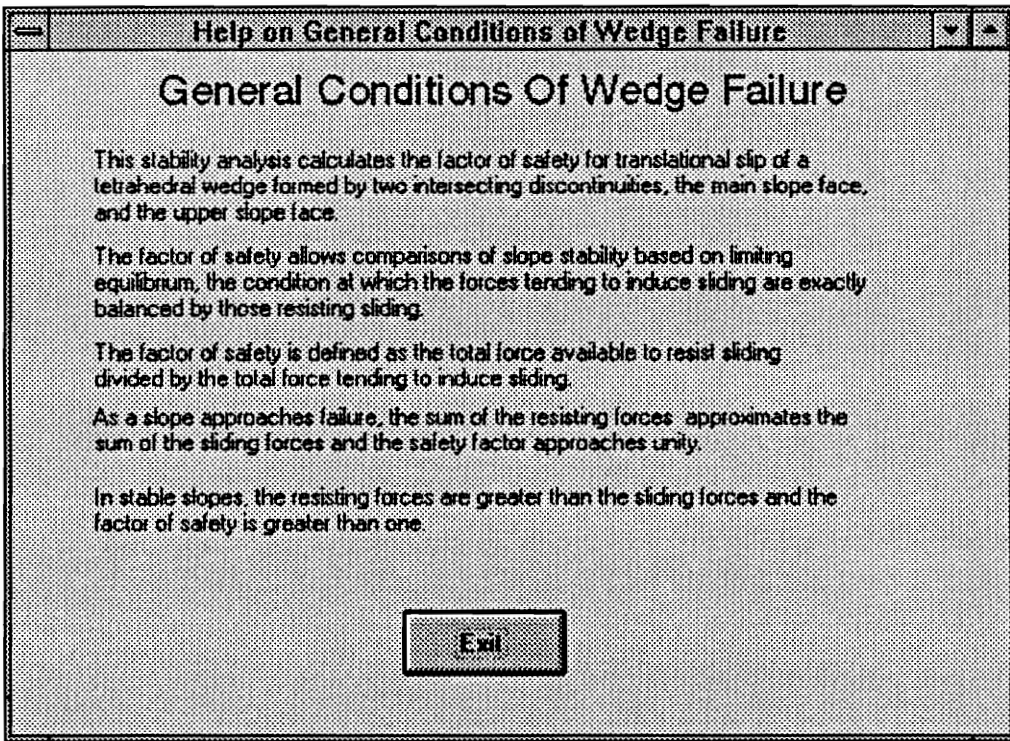 Help on General Conditions of Wedge Failure
General Conditions Of Wedge Failure
This stability analysis calculates the factor of safety for translational slip of a
tetrahedral wedge formed by two intersecting discontinuities, the main slope face,
and the upper slope face.
The factor of safety allows comparisons of slope stability based on limiting
equilibrium, the condition at which the forces tending to induce sliding are exactly
balanced by those resisting sliding.
The factor of safety is defined as the total force available to resist sliding
divided by the total force tending to induce sliding.
As a slope approaches failure, the sum of the resisting forces approximates the
sum of the sliding forces and the safety factor approaches unity.
In stable slopes, the resisting forces are greater than the sliding forces and the
factor of safety is greater than one.
Exit